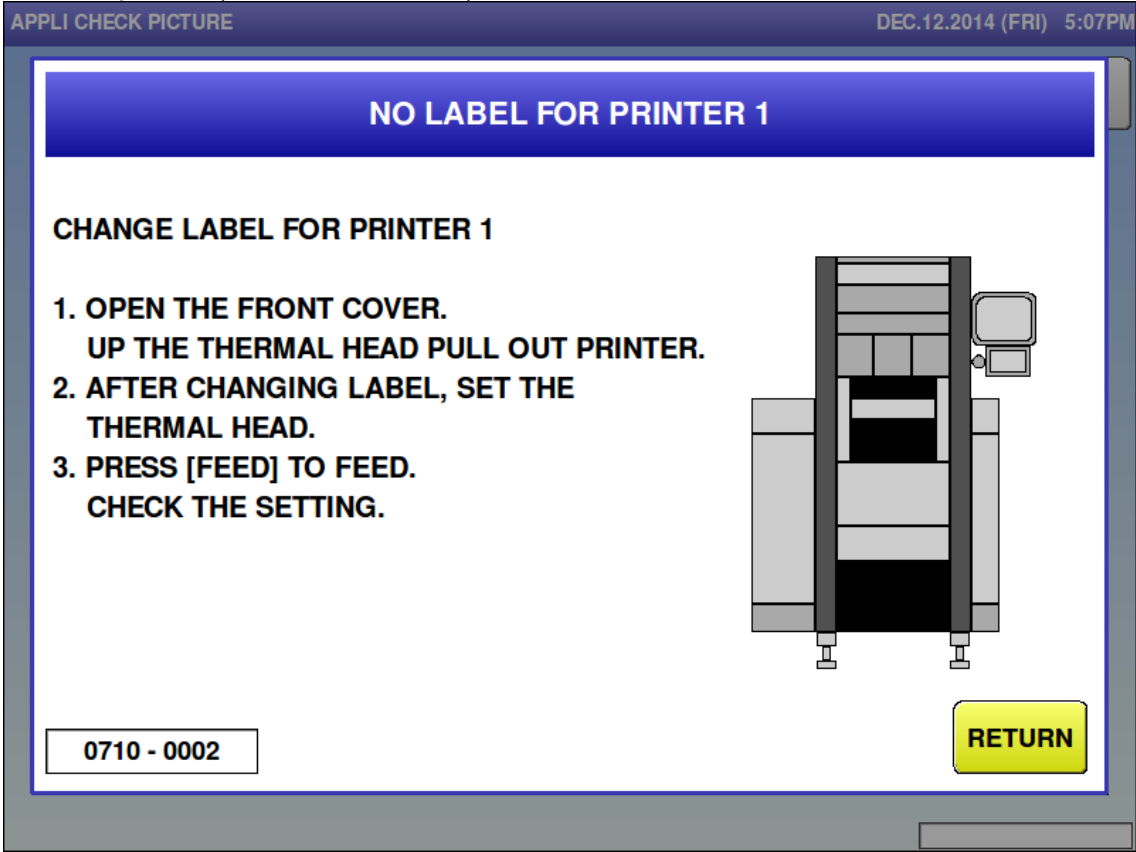 APPLI CHECK PICTURE
DEC.12.2014 (FRI) 5:07PM
NO LABEL FOR PRINTER 1
CHANGE LABEL FOR PRINTER 1
1. OPEN THE FRONT COVER.
UP THE THERMAL HEAD PULL OUT PRINTER.
2. AFTER CHANGING LABEL, SET THE
THERMAL HEAD.
3. PRESS [FEED] TO FEED.
CHECK THE SETTING.
0710 - 0002
RETURN